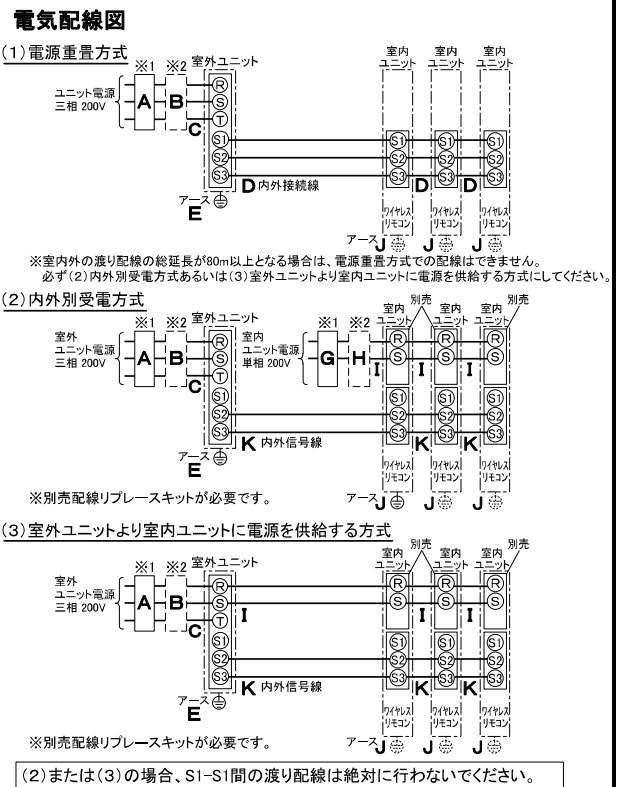 電気配線図
(1)電源重畳方式
※1 ※2 室外ユニット
室内 室内 室内
ユニット ユニット ユニット
ユニット電源
三相 200V
A B C
R
S
T
S1 S1 S1 S1
S2 S2 S2 S2
S3 S3 S3 S3
D 内外接続線 D D
アース
E
ワイヤレス ワイヤレス ワイヤレス
リモコン リモコン リモコン
アース J J J
※室内外の渡り配線の総延長が80m以上となる場合は、電源重畳方式での配線はできません。
必ず(2)内外別受電方式あるいは(3)室外ユニットより室内ユニットに電源を供給する方式にしてください。
(2)内外別受電方式
※1 ※2 室外ユニット
※1 ※2
室内 別売 室内 室内 別売
ユニット ユニット ユニット
室外
ユニット電源
三相 200V
A B C
室内
ユニット電源
単相 200V
G H
R R R R
S S S S
I I I
T
S1 S1 S1 S1
S2 S2 S2 S2
S3 S3 S3 S3
K 内外信号線 K K
アース
E
ワイヤレス ワイヤレス ワイヤレス
リモコン リモコン リモコン
※別売配線リプレースキットが必要です。
アース J J J
(3)室外ユニットより室内ユニットに電源を供給する方式
※1 ※2 室外ユニット
室内 別売 室内 室内 別売
ユニット ユニット ユニット
室外
ユニット電源
三相 200V
A B C
R R R R
S S S S
I I I
T
S1 S1 S1 S1
S2 S2 S2 S2
S3 S3 S3 S3
K 内外信号線 K K
アース
E
ワイヤレス ワイヤレス ワイヤレス
リモコン リモコン リモコン
※別売配線リプレースキットが必要です。
アース J J J
(2)または(3)の場合、S1-S1間の渡り配線は絶対に行わないでください。